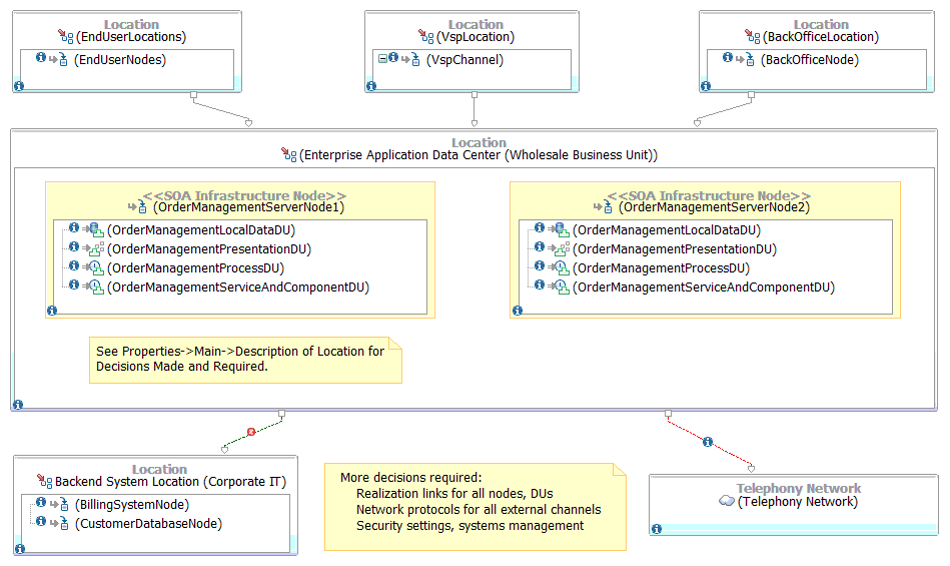 Location
(EndUserLocations)
(EndUserNodes)
Location
(VspLocation)
(VspChannel)
Location
(BackOfficeLocation)
(BackOfficeNode)
Location
(Enterprise Application Data Center (Wholesale Business Unit))
<<SOA Infrastructure Node>>
(OrderManagementServerNode1)
(OrderManagementLocalDataDU)
(OrderManagementPresentationDU)
(OrderManagementProcessDU)
(OrderManagementServiceAndComponentDU)
<<SOA Infrastructure Node>>
(OrderManagementServerNode2)
(OrderManagementLocalDataDU)
(OrderManagementPresentationDU)
(OrderManagementProcessDU)
(OrderManagementServiceAndComponentDU)
See Properties->Main->Description of Location for
Decisions Made and Required.
Location
Backend System Location (Corporate IT)
(BillingSystemNode)
(CustomerDatabaseNode)
More decisions required:
Realization links for all nodes, DUs
Network protocols for all external channels
Security settings, systems management
Telephony Network
(Telephony Network)